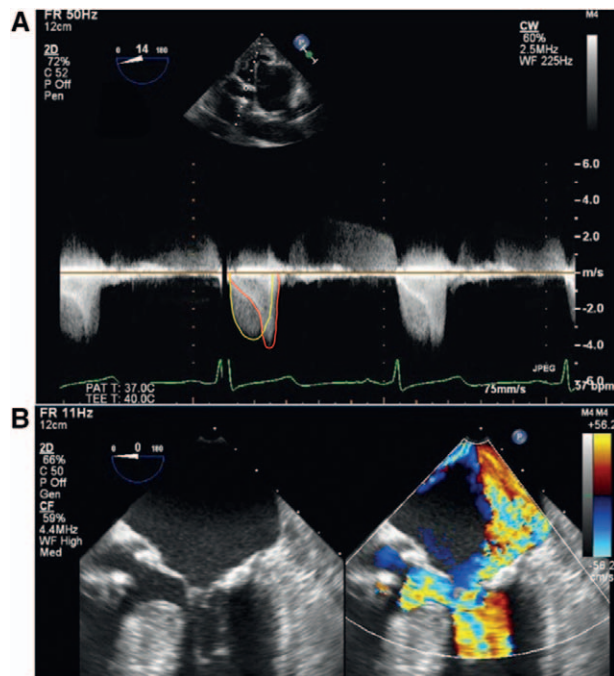 A
FR 50Hz
12cm
2D
72%
C 52
P Off
Pen
0 14 180
P
CW
60%
2.5MHz
WF 225Hz
M4
6.0
4.0
2.0
m/s
-2.0
-4.0
-6.0
PAT T: 37.0C
TEE T: 40.0C
JPEG
75mm/s
57 bpm
B
FR 11Hz
12cm
2D
66%
C 50
P Off
Gen
CF
59%
4.4MHz
WF High
Med
0 0 180
P
M4 M4
+56.2
-56.2
cm/s